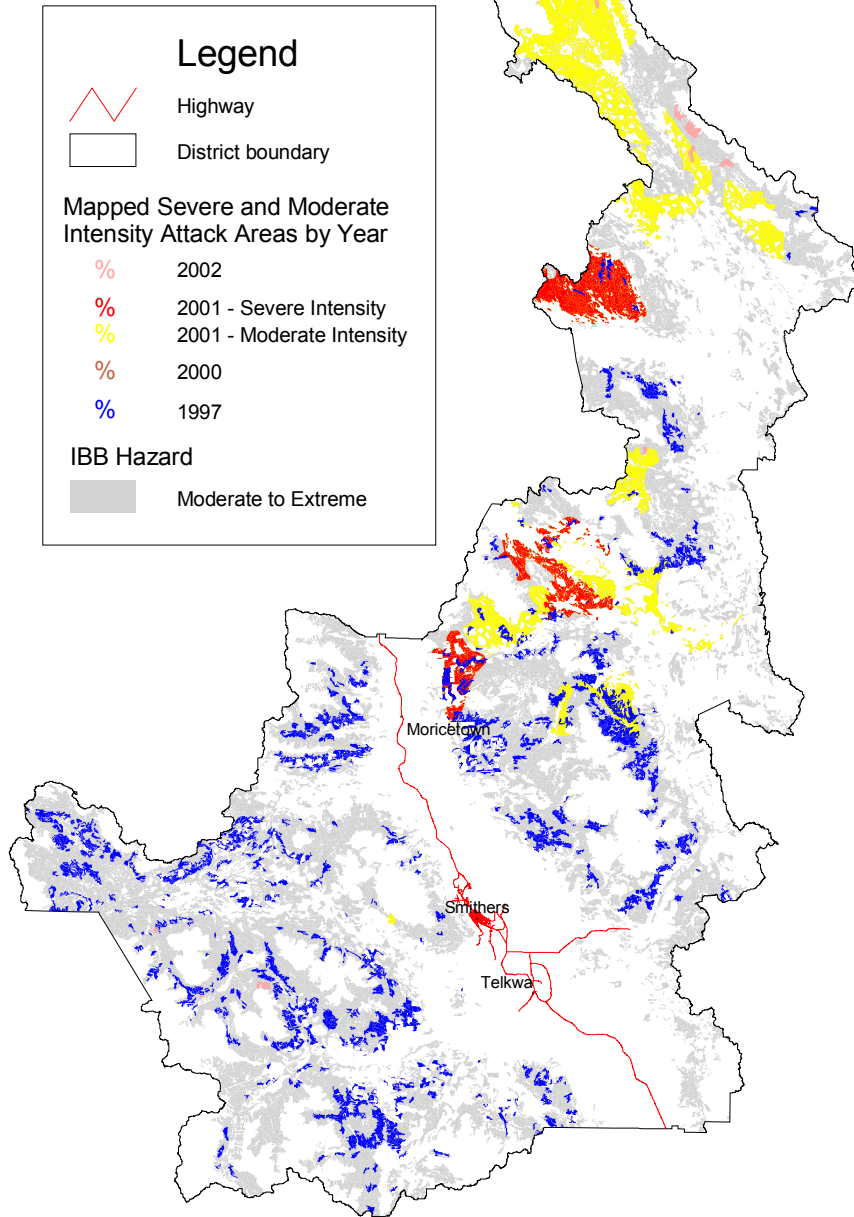 Legend
Highway
District boundary
Mapped Severe and Moderate
Intensity Attack Areas by Year
% 2002
% 2001 - Severe Intensity
% 2001 - Moderate Intensity
% 2000
% 1997
IBB Hazard
Moderate to Extreme
Moricetown
Smithers
Telkwa